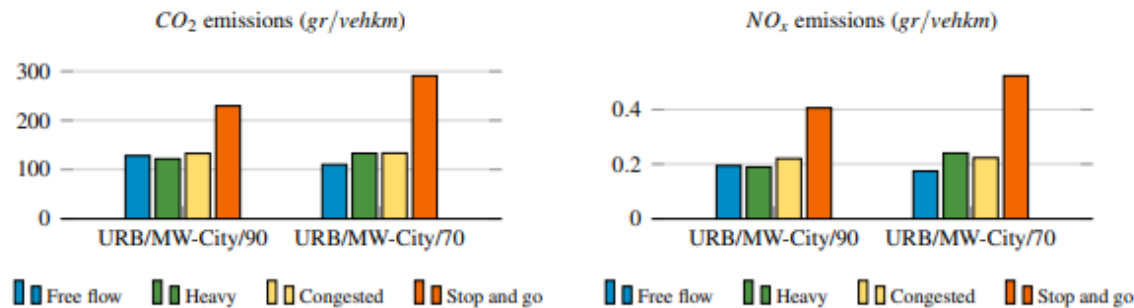 CO₂ emissions (gr/vehkm)
300
200
100
0
URB/MW-City/90 URB/MW-City/70
Free flow Heavy Congested Stop and go
NOₓ emissions (gr/vehkm)
0.4
0.2
0
URB/MW-City/90 URB/MW-City/70
Free flow Heavy Congested Stop and go